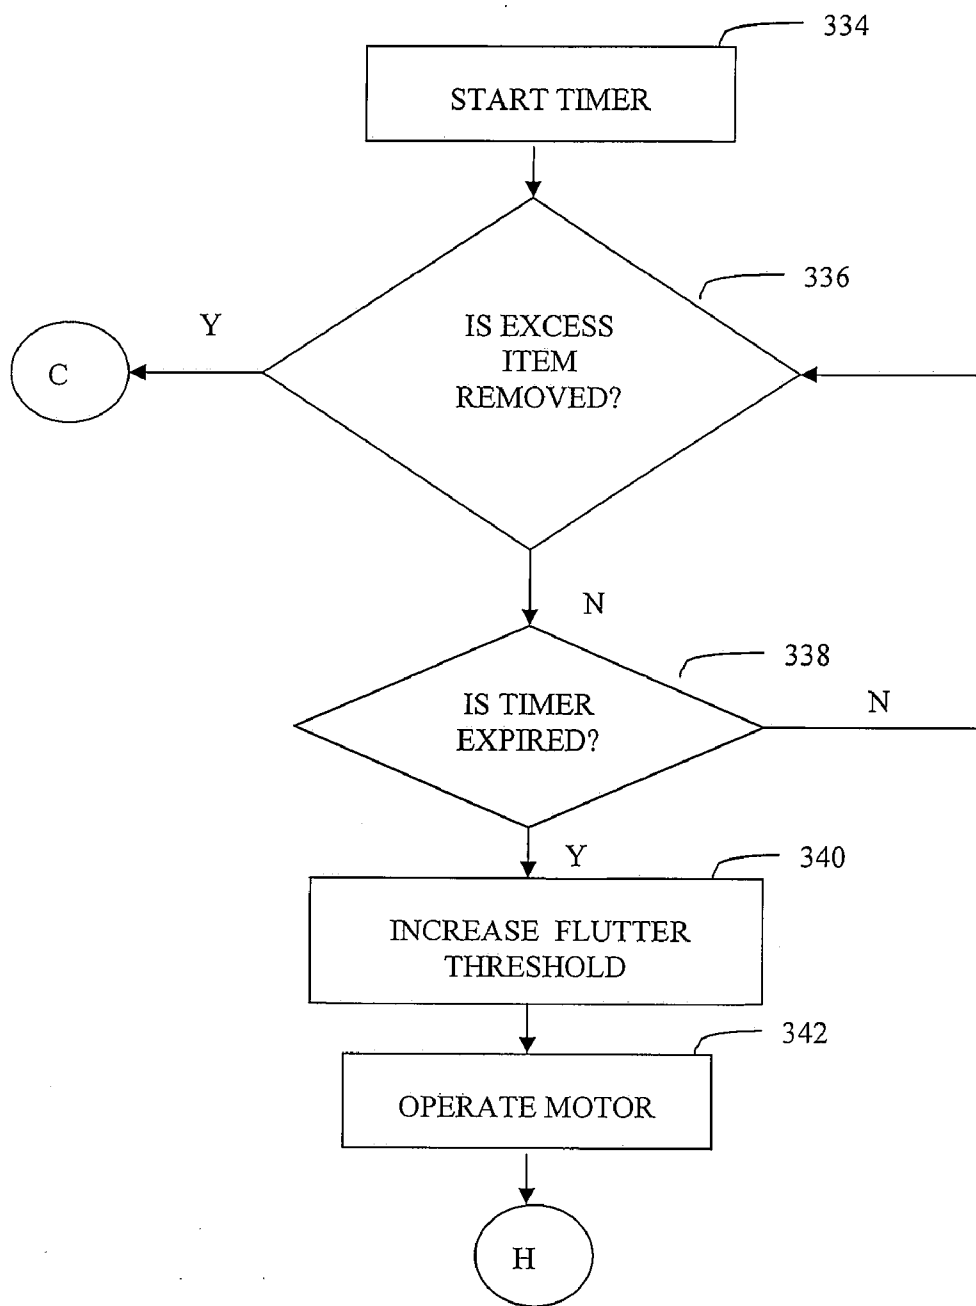 334
START TIMER
336
Y
IS EXCESS
ITEM
REMOVED?
C
N
338
IS TIMER
EXPIRED?
N
Y
340
INCREASE FLUTTER
THRESHOLD
342
OPERATE MOTOR
H